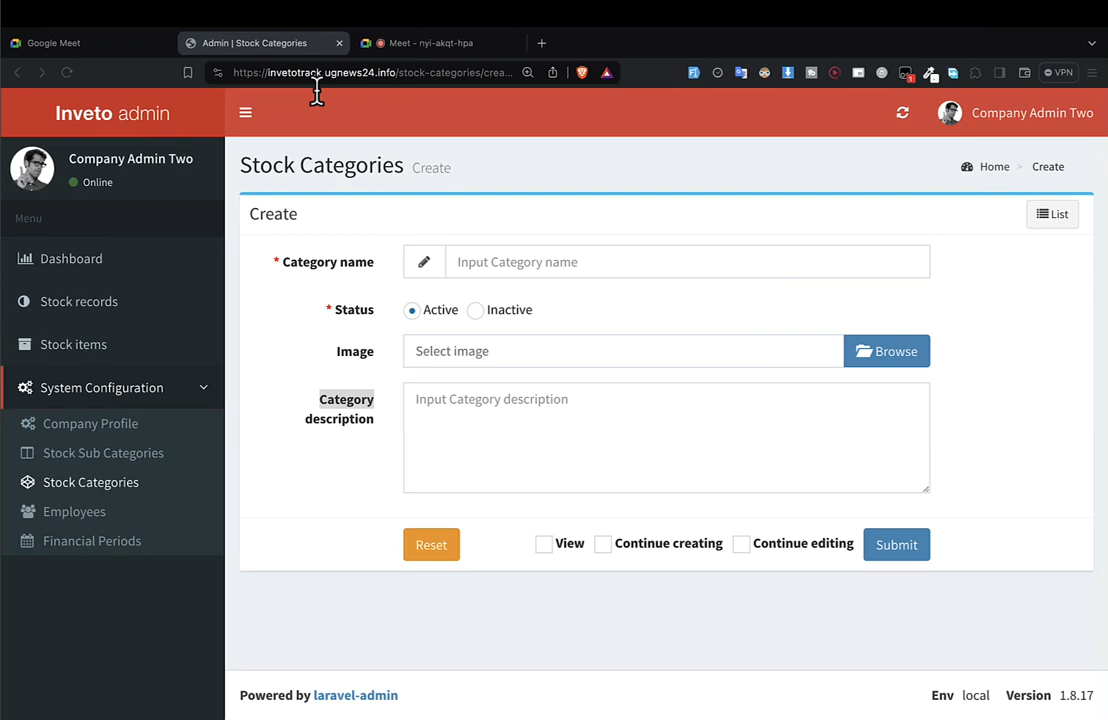 Google Meet
Admin | Stock Categories
Meet - nyi-akqt-hpa
https://invetotrack.ugnews24.info/stock-categories/crea...
1
VPN
Inveto admin
Company Admin Two
Company Admin Two
Online
Menu
Dashboard
Stock records
Stock items
System Configuration
Company Profile
Stock Sub Categories
Stock Categories
Employees
Financial Periods
Stock Categories Create
Home > Create
Create
List
* Category name
Input Category name
* Status
Active
Inactive
Image
Select image
Browse
Category
description
Input Category description
Reset
View
Continue creating
Continue editing
Submit
Powered by laravel-admin
Env local Version 1.8.17